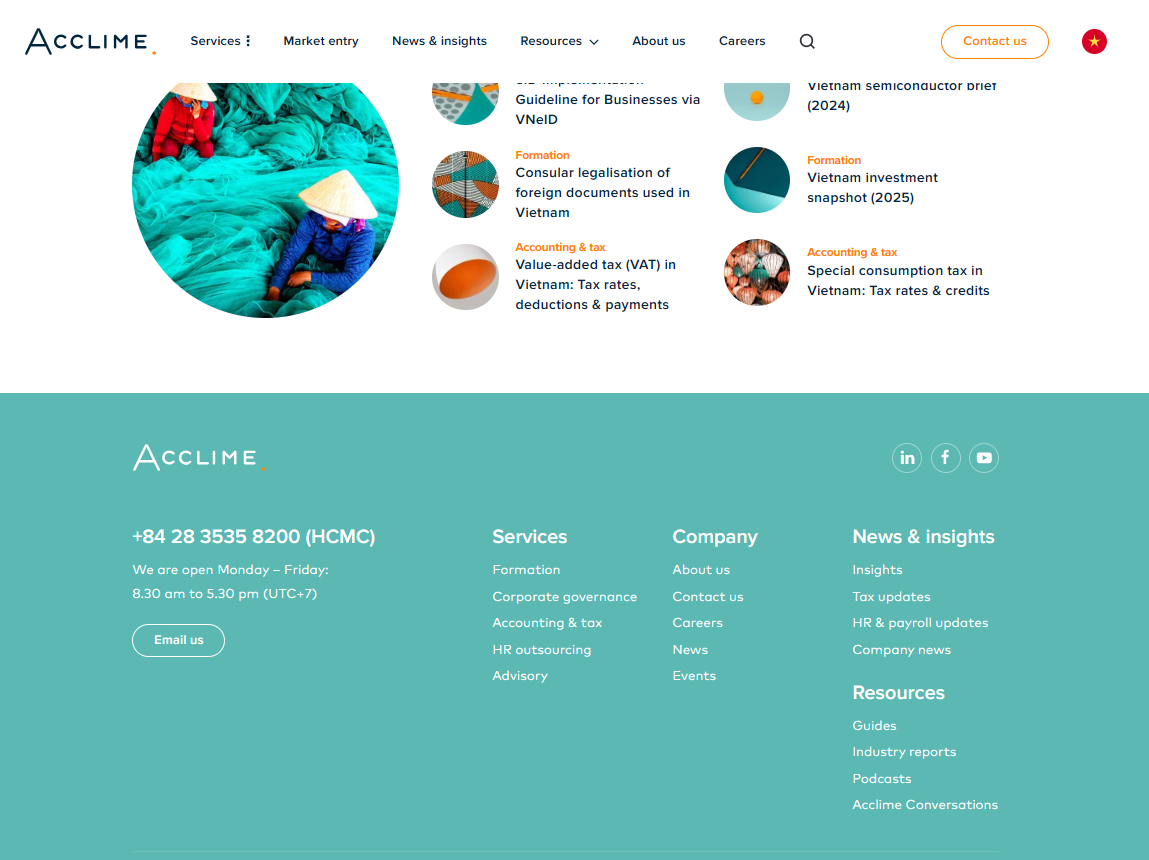 ACCLIME.
Services
Market entry
News & insights
Resources
About us
Careers
Contact us
Guideline for Businesses via
VNeID
Formation
Consular legalisation of
foreign documents used in
Vietnam
Accounting & tax
Value-added tax (VAT) in
Vietnam: Tax rates,
deductions & payments
Vietnam semiconductor brief
(2024)
Formation
Vietnam investment
snapshot (2025)
Accounting & tax
Special consumption tax in
Vietnam: Tax rates & credits
ACCLIME.
in
f
+84 28 3535 8200 (HCMC)
We are open Monday – Friday:
8.30 am to 5.30 pm (UTC+7)
Email us
Services
Formation
Corporate governance
Accounting & tax
HR outsourcing
Advisory
Company
About us
Contact us
Careers
News
Events
News & insights
Insights
Tax updates
HR & payroll updates
Company news
Resources
Guides
Industry reports
Podcasts
Acclime Conversations